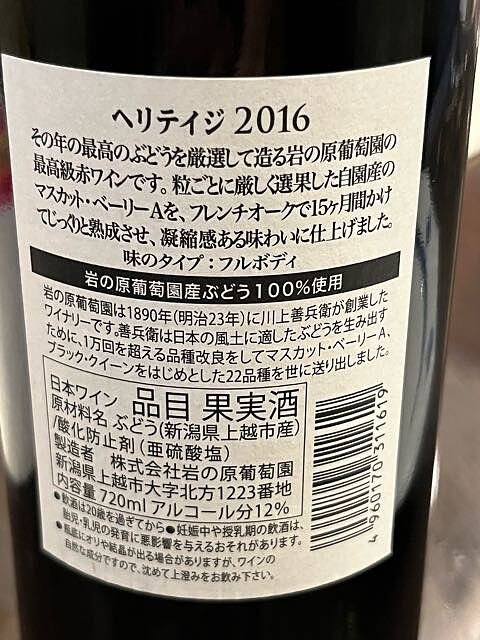 ヘリテイジ 2016
その年の最高のぶどうを厳選して造る岩の原葡萄園の
最高級赤ワインです。粒ごとに厳しく選果した自園産の
マスカット・ベーリーAを、フレンチオークで15ヶ月間かけ
てじっくりと熟成させ、凝縮感ある味わいに仕上げました。
味のタイプ：フルボディ
岩の原葡萄園産ぶどう100%使用
岩の原葡萄園は1890年(明治23年)に川上善兵衛が創業した
ワイナリーです。善兵衛は日本の風土に適したぶどうを生み出す
ために、1万回を超える品種改良をしてマスカット・ベーリーA、
ブラック・クイーンをはじめとした22品種を世に送り出しました。
日本ワイン 品目 果実酒
原材料名 ぶどう(新潟県上越市産)
/酸化防止剤(亜硫酸塩)
製造者 株式会社岩の原葡萄園
新潟県上越市大字北方1223番地
内容量 720ml アルコール分12%
●飲酒は20歳を過ぎてから●妊娠中や授乳期の飲酒は、
胎児・乳児の発育に悪影響を与えるおそれがあります。
●瓶底にオリや結晶が出る場合がありますが、ワインの
自然な成分ですので、沈めて上澄みをお飲み下さい。
4 960170 311619